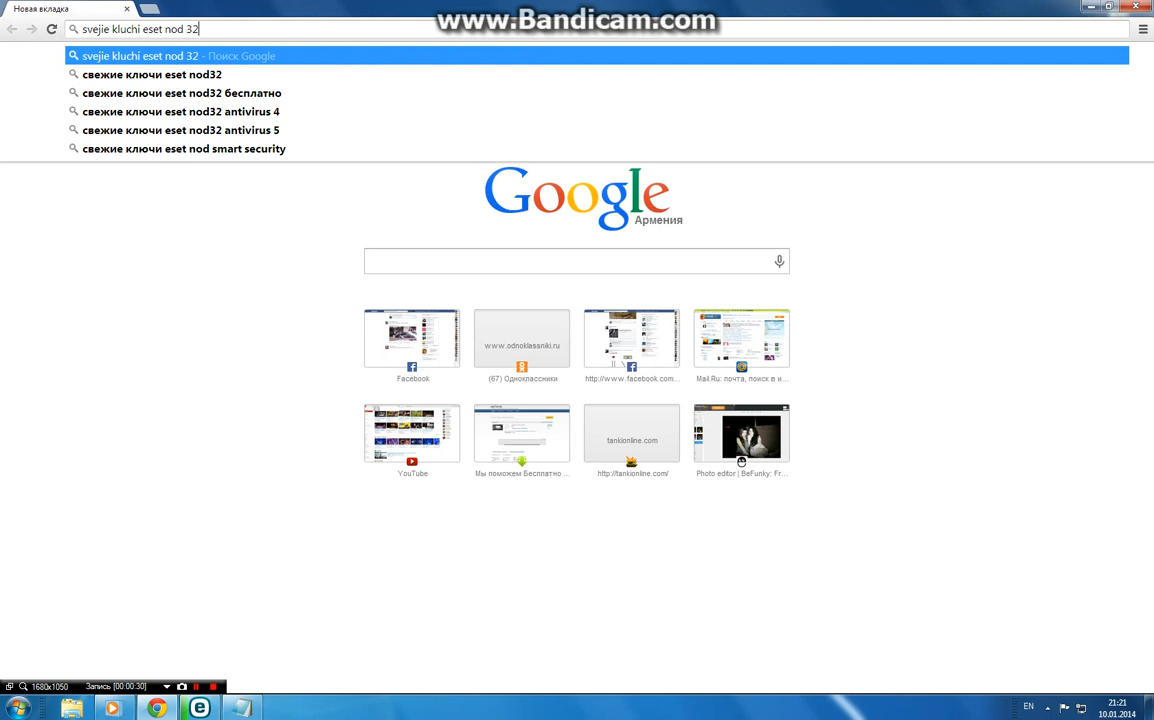 Новая вкладка
www.Bandicam.com
svejie kluchi eset nod 32
svejie kluchi eset nod 32 - Поиск Google
свежие ключи eset nod32
свежие ключи eset nod32 бесплатно
свежие ключи eset nod32 antivirus 4
свежие ключи eset nod32 antivirus 5
свежие ключи eset nod smart security
Google
Армения
www.odnoklassniki.ru
Facebook
(67) Одноклассники
http://www.facebook.com...
Mail.Ru: почта, поиск в и...
tankionline.com
YouTube
Мы поможем Бесплатно ...
http://tankionline.com/
Photo editor | BeFunky: Fr...
1680x1050 Запись [00:00:30]
EN
21:21
10.01.2014